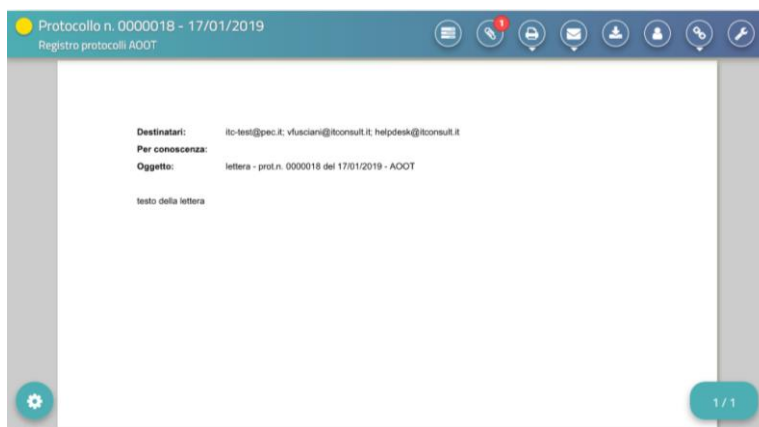 Protocollo n. 0000018 - 17/01/2019
Registro protocolli AOOT
1
Destinatari: itc-test@pec.it; vfusciani@itconsult.it; helpdesk@itconsult.it
Per conoscenza:
Oggetto: lettera - prot.n. 0000018 del 17/01/2019 - AOOT
testo della lettera
1 / 1